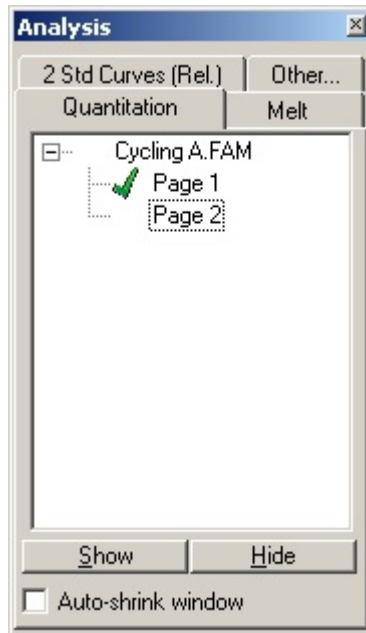 Analysis
2 Std Curves (Rel.) Other...
Quantitation Melt
Cycling A.FAM
Page 1
Page 2
Show Hide
Auto-shrink window